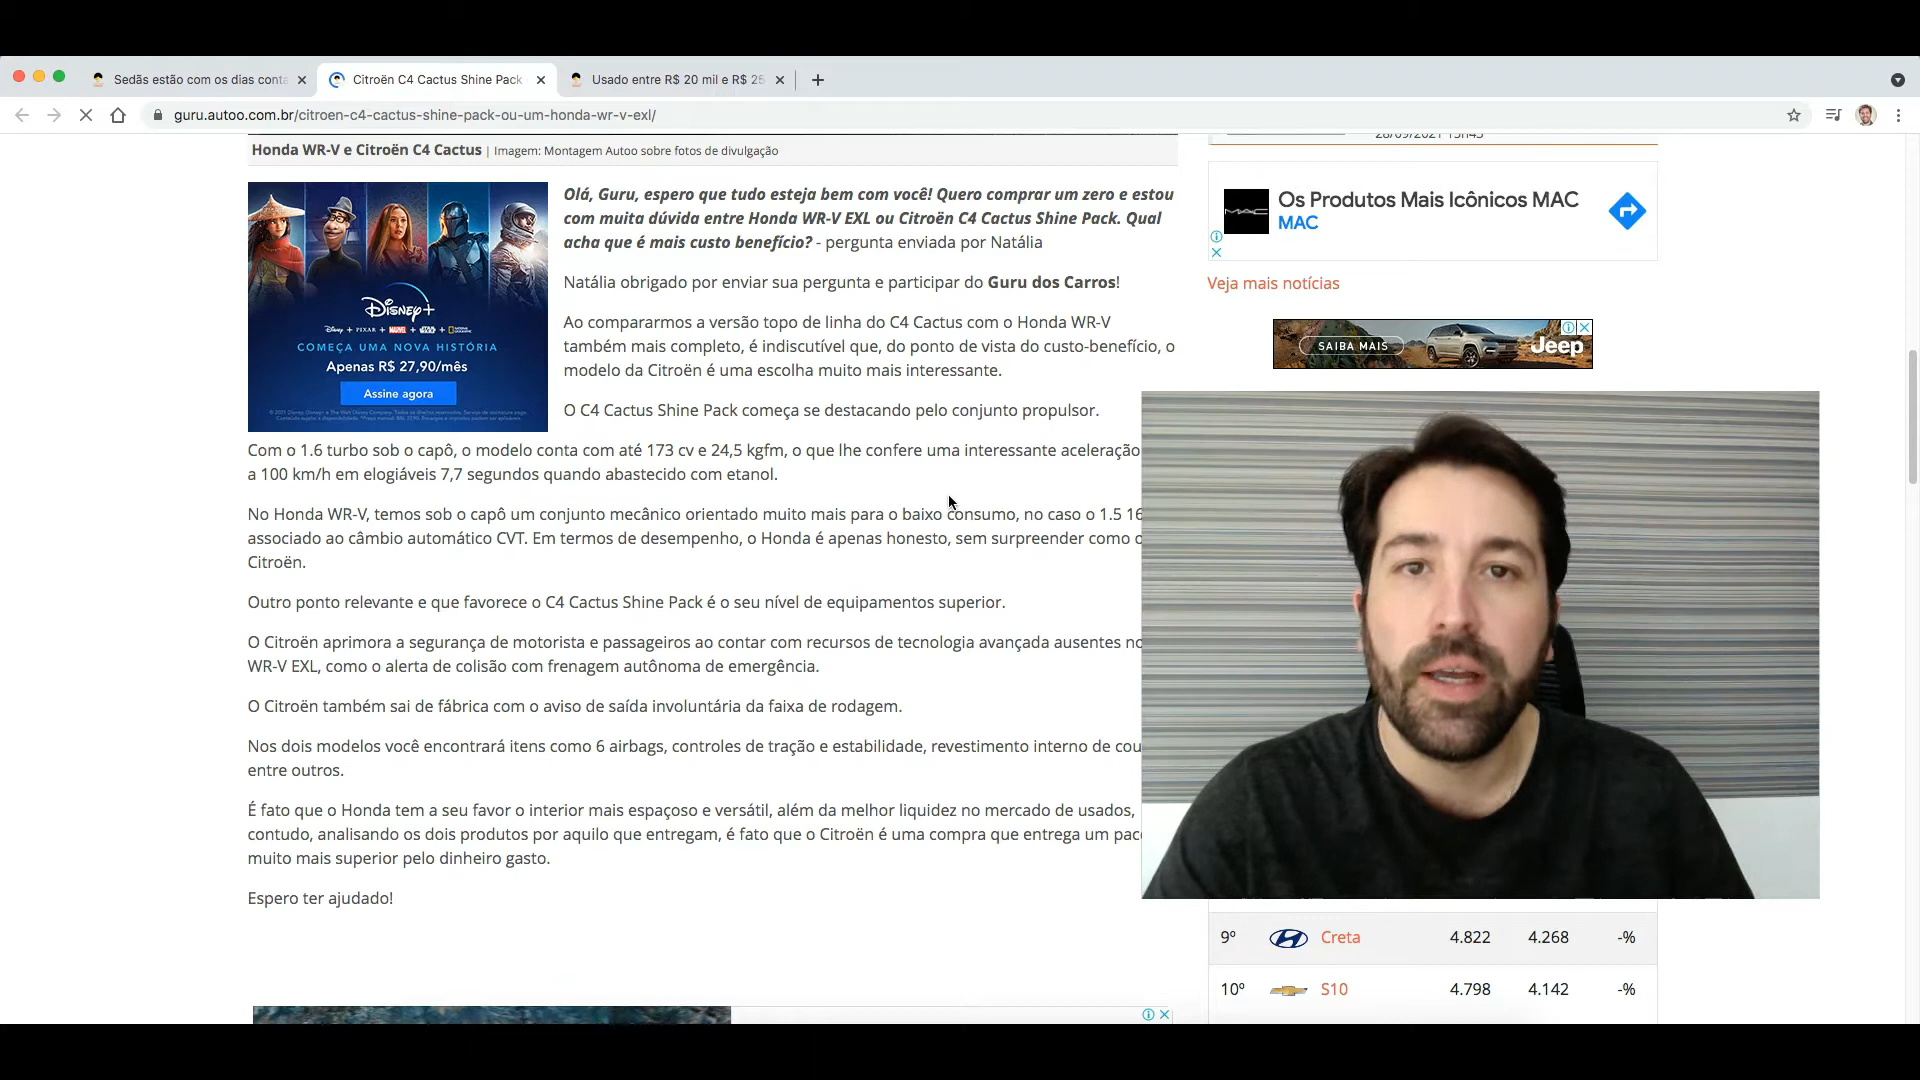 Sedãs estão com os dias conta
Citroën C4 Cactus Shine Pack
Usado entre R$ 20 mil e R$ 25
guru.autoo.com.br/citroen-c4-cactus-shine-pack-ou-um-honda-wr-v-exl/
Honda WR-V e Citroën C4 Cactus | Imagem: Montagem Autoo sobre fotos de divulgação
Disney+
Disney + PIXAR + MARVEL + STAR WARS + NATIONAL GEOGRAPHIC
COMEÇA UMA NOVA HISTÓRIA
Apenas R$ 27,90/mês
Assine agora
Olá, Guru, espero que tudo esteja bem com você! Quero comprar um zero e estou
com muita dúvida entre Honda WR-V EXL ou Citroën C4 Cactus Shine Pack. Qual
acha que é mais custo benefício? - pergunta enviada por Natália
Natália obrigado por enviar sua pergunta e participar do Guru dos Carros!
Ao compararmos a versão topo de linha do C4 Cactus com o Honda WR-V
também mais completo, é indiscutível que, do ponto de vista do custo-benefício, o
modelo da Citroën é uma escolha muito mais interessante.
O C4 Cactus Shine Pack começa se destacando pelo conjunto propulsor.
Com o 1.6 turbo sob o capô, o modelo conta com até 173 cv e 24,5 kgfm, o que lhe confere uma interessante aceleração
a 100 km/h em elogiáveis 7,7 segundos quando abastecido com etanol.
No Honda WR-V, temos sob o capô um conjunto mecânico orientado muito mais para o baixo consumo, no caso o 1.5 16
associado ao câmbio automático CVT. Em termos de desempenho, o Honda é apenas honesto, sem surpreender como o
Citroën.
Outro ponto relevante e que favorece o C4 Cactus Shine Pack é o seu nível de equipamentos superior.
O Citroën aprimora a segurança de motorista e passageiros ao contar com recursos de tecnologia avançada ausentes no
WR-V EXL, como o alerta de colisão com frenagem autônoma de emergência.
O Citroën também sai de fábrica com o aviso de saída involuntária da faixa de rodagem.
Nos dois modelos você encontrará itens como 6 airbags, controles de tração e estabilidade, revestimento interno de cou
entre outros.
É fato que o Honda tem a seu favor o interior mais espaçoso e versátil, além da melhor liquidez no mercado de usados,
contudo, analisando os dois produtos por aquilo que entregam, é fato que o Citroën é uma compra que entrega um paco
muito mais superior pelo dinheiro gasto.
Espero ter ajudado!
28/09/2021 15h45
MAC
Os Produtos Mais Icônicos MAC
MAC
Veja mais notícias
SAIBA MAIS
Jeep
9º Creta 4.822 4.268 -%
10º S10 4.798 4.142 -%